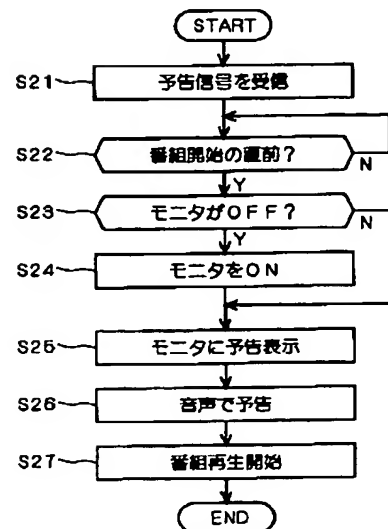 START
S21 予告信号を受信
S22 番組開始の直前?
N
Y
S23 モニタがOFF?
N
Y
S24 モニタをON
S25 モニタに予告表示
S26 音声で予告
S27 番組再生開始
END